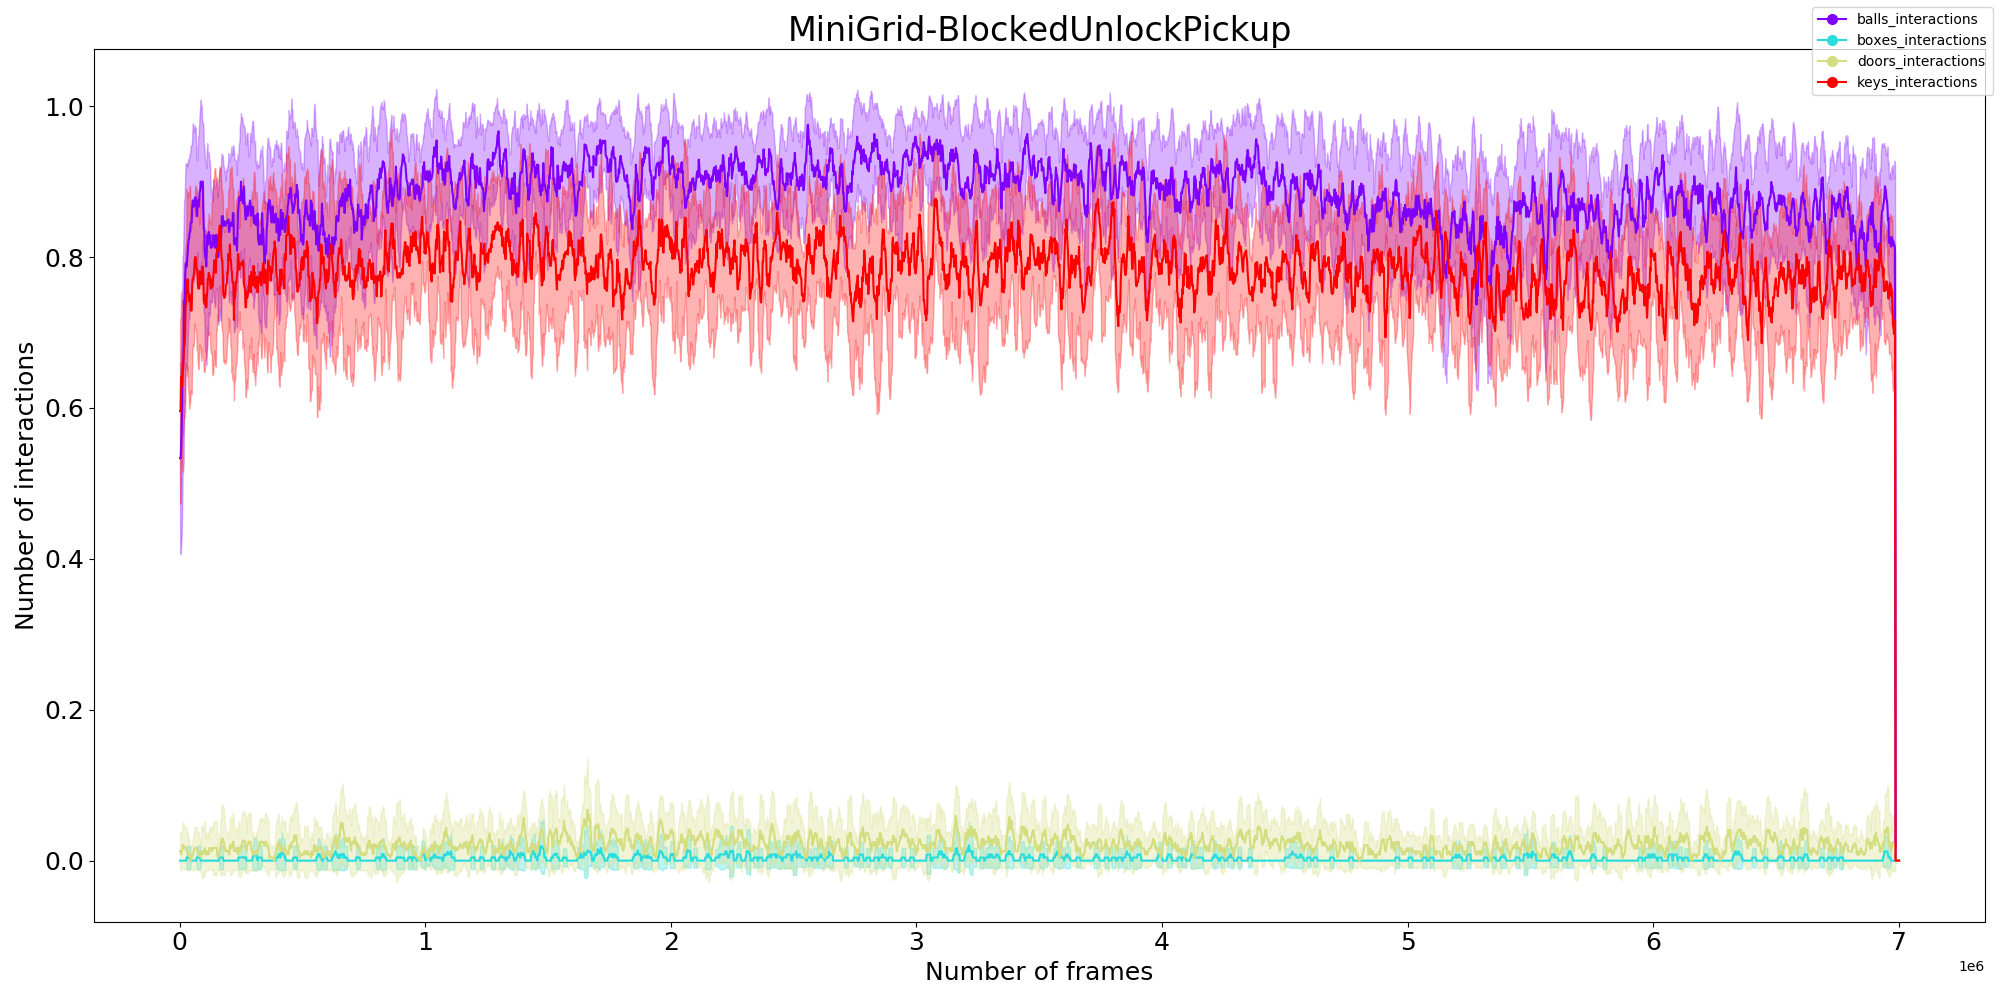 MiniGrid-BlockedUnlockPickup
balls_interactions
boxes_interactions
doors_interactions
keys_interactions
Number of interactions
1.0
0.8
0.6
0.4
0.2
0.0
0 1 2 3 4 5 6 7
1e6
Number of frames